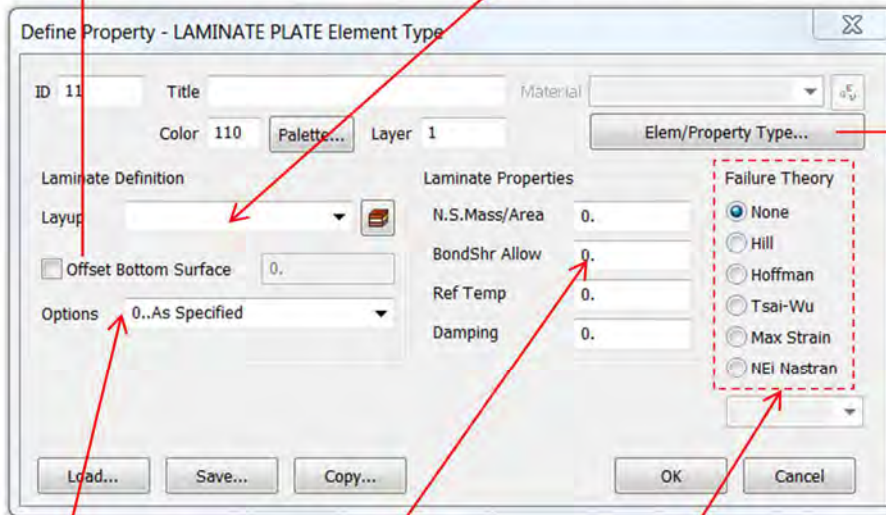 Define Property - LAMINATE PLATE Element Type
ID 11 Title Material
Color 110 Palette... Layer 1 Elem/Property Type...
Laminate Definition Laminate Properties Failure Theory
Layup N.S.Mass/Area 0. None
Hill
Offset Bottom Surface 0. BondShr Allow 0. Hoffman
Options 0..As Specified Ref Temp 0. Tsai-Wu
Damping 0. Max Strain
NEi Nastran
Load... Save... Copy... OK Cancel